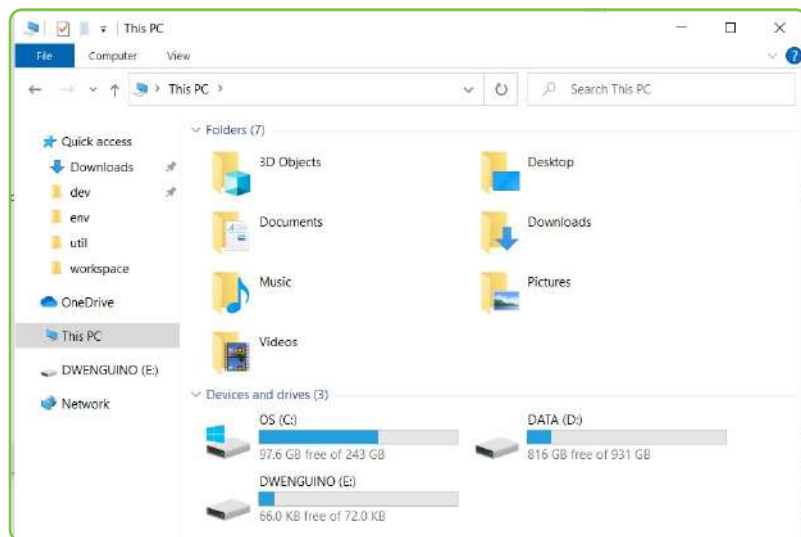 This PC
File Computer View
This PC
Search This PC
Quick access
Downloads
dev
env
util
workspace
OneDrive
This PC
DWENGUINO (E:)
Network
Folders (7)
3D Objects
Desktop
Documents
Downloads
Music
Pictures
Videos
Devices and drives (3)
OS (C:)
97.6 GB free of 243 GB
DATA (D:)
816 GB free of 931 GB
DWENGUINO (E:)
66.0 KB free of 72.0 KB